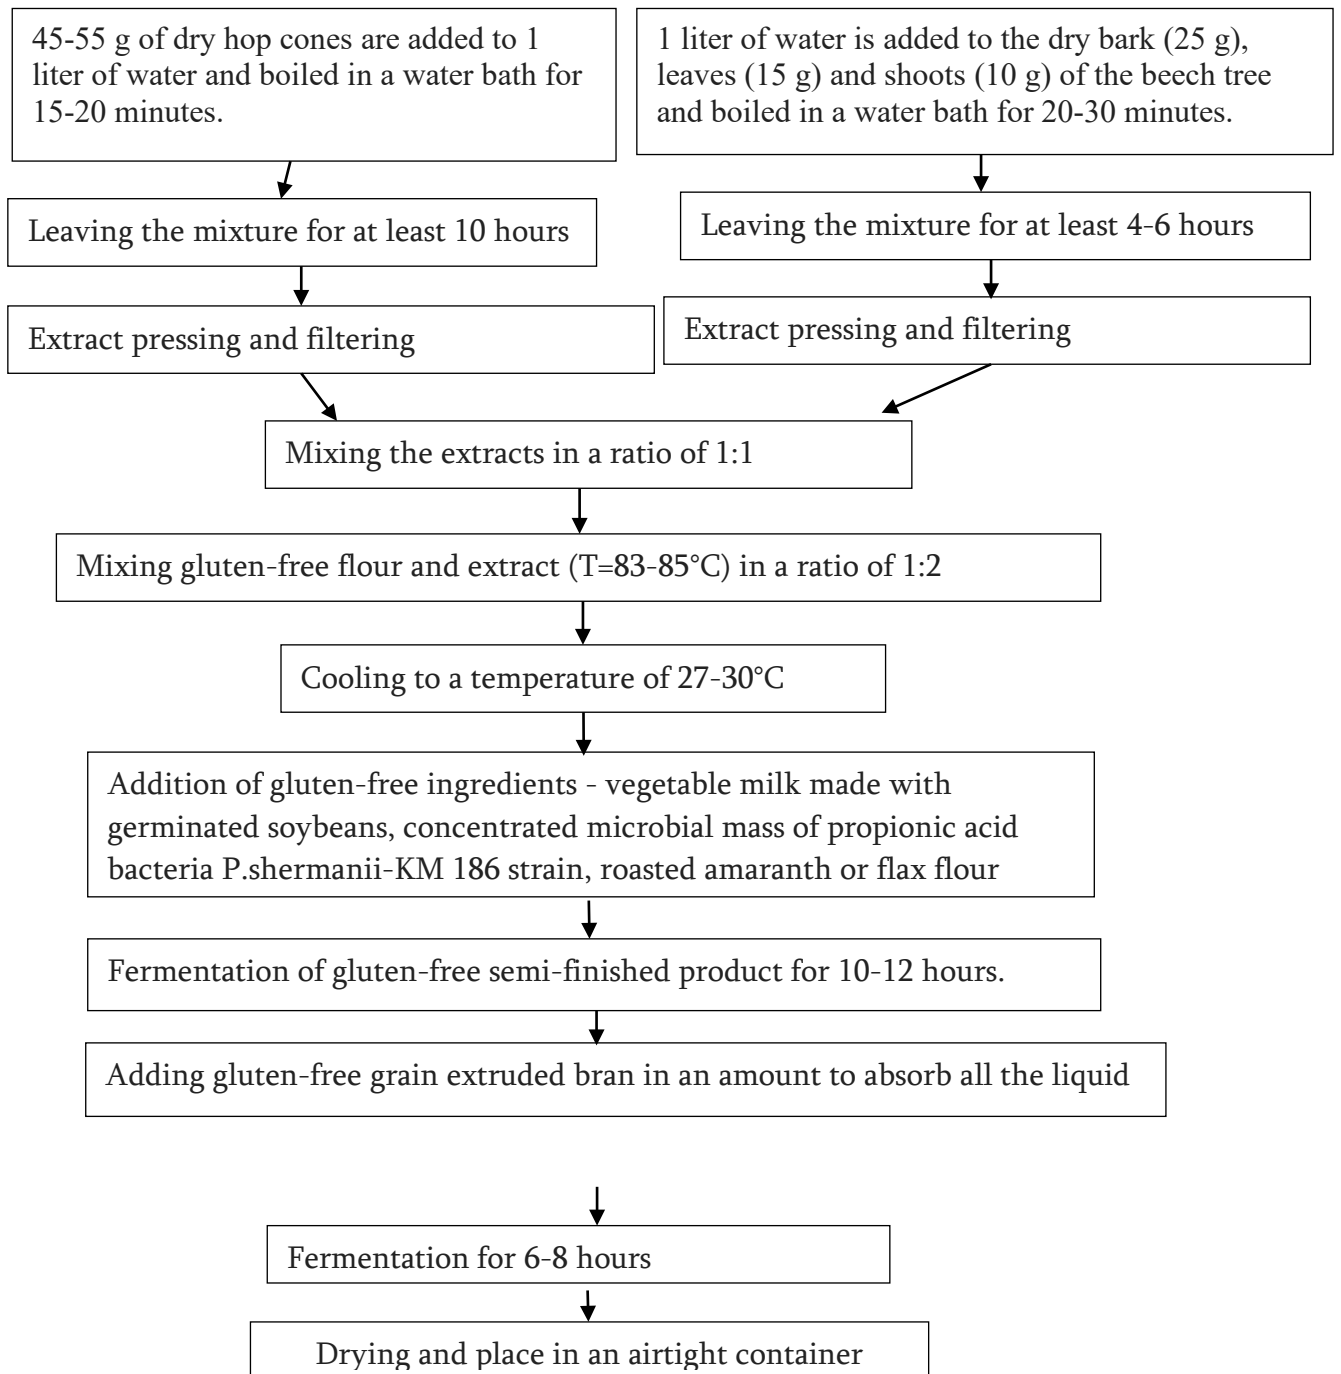 45-55 g of dry hop cones are added to 1
liter of water and boiled in a water bath for
15-20 minutes.
1 liter of water is added to the dry bark (25 g),
leaves (15 g) and shoots (10 g) of the beech tree
and boiled in a water bath for 20-30 minutes.
Leaving the mixture for at least 10 hours
Leaving the mixture for at least 4-6 hours
Extract pressing and filtering
Extract pressing and filtering
Mixing the extracts in a ratio of 1:1
Mixing gluten-free flour and extract (T=83-85°C) in a ratio of 1:2
Cooling to a temperature of 27-30°C
Addition of gluten-free ingredients - vegetable milk made with
germinated soybeans, concentrated microbial mass of propionic acid
bacteria P.shermanii-KM 186 strain, roasted amaranth or flax flour
Fermentation of gluten-free semi-finished product for 10-12 hours.
Adding gluten-free grain extruded bran in an amount to absorb all the liquid
Fermentation for 6-8 hours
Drying and place in an airtight container